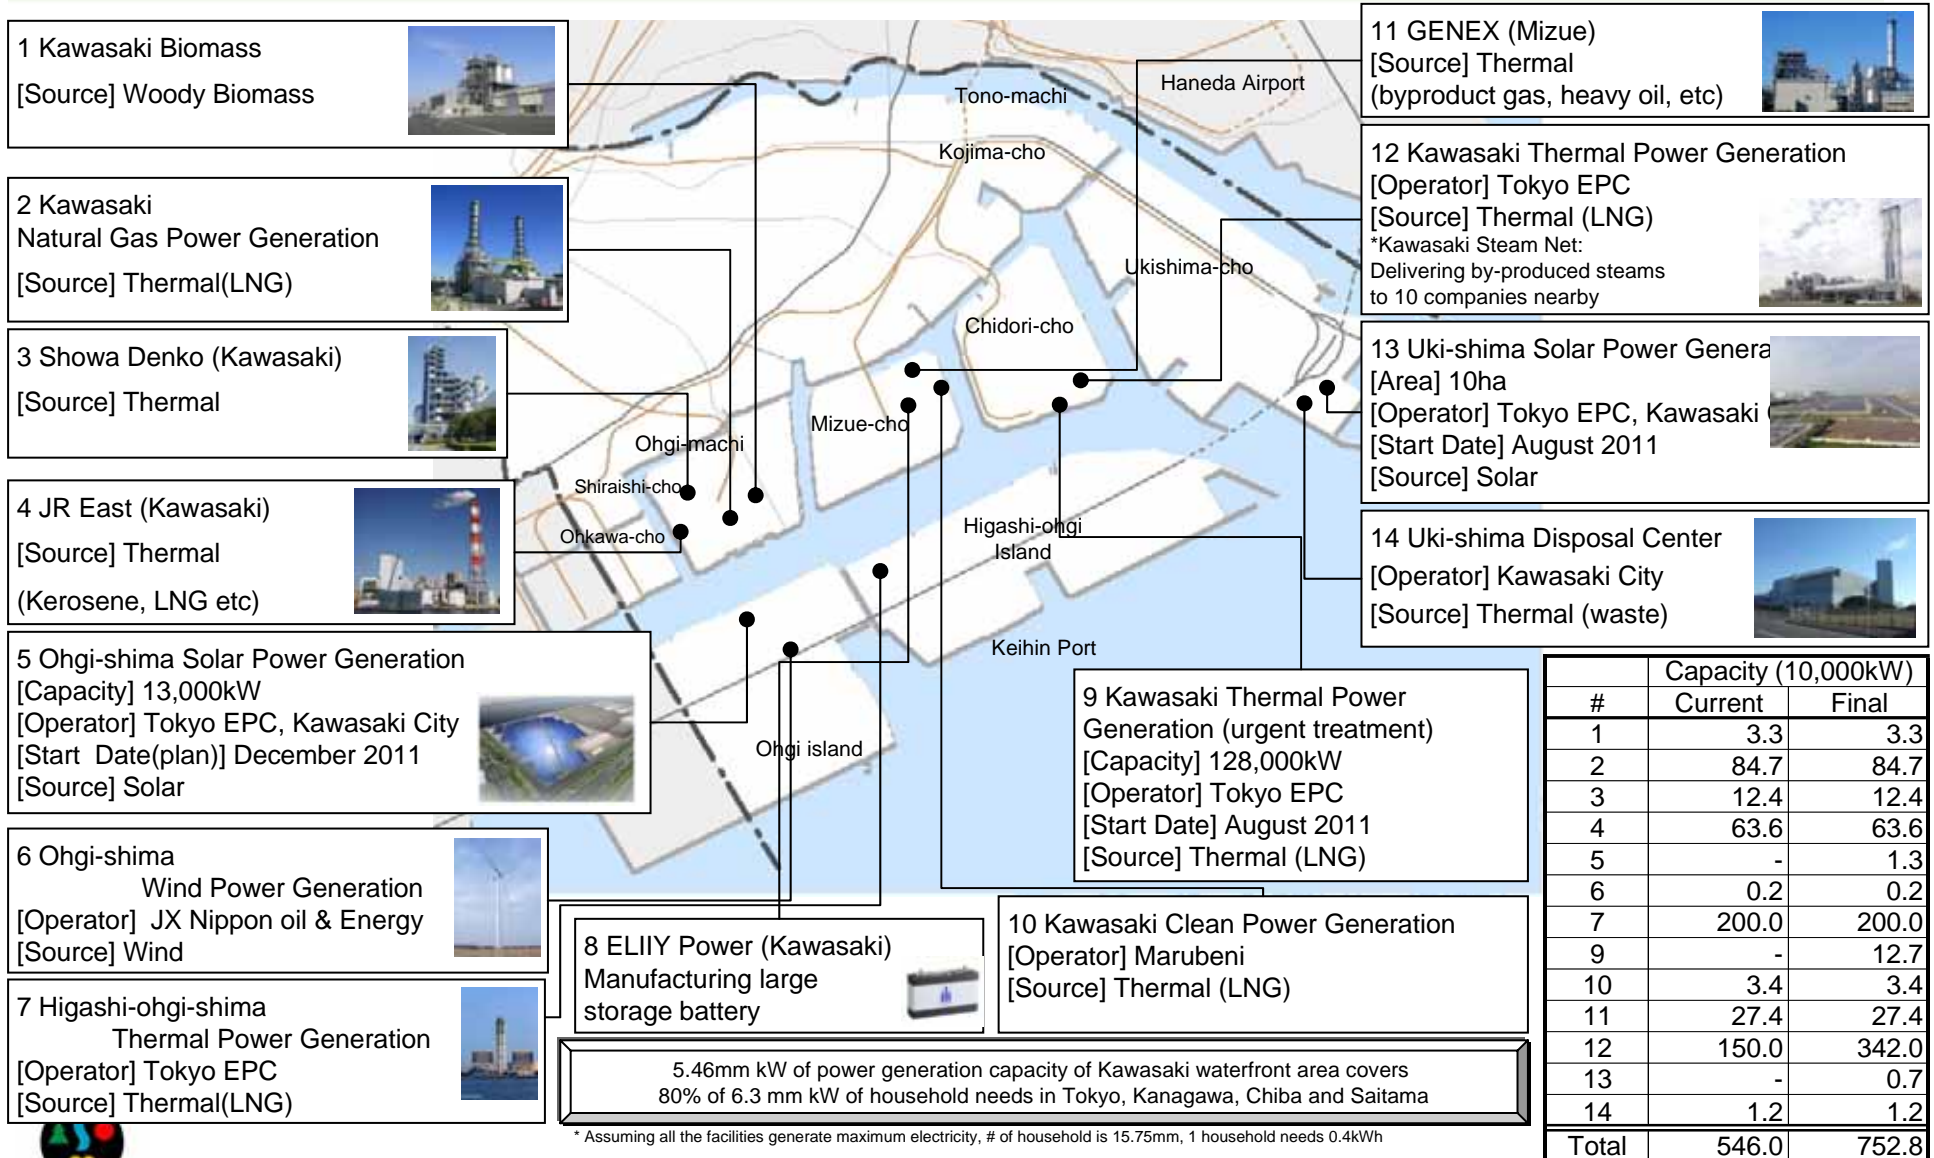 1 Kawasaki Biomass
[Source] Woody Biomass
2 Kawasaki
Natural Gas Power Generation
[Source] Thermal(LNG)
3 Showa Denko (Kawasaki)
[Source] Thermal
4 JR East (Kawasaki)
[Source] Thermal
(Kerosene, LNG etc)
5 Ohgi-shima Solar Power Generation
[Capacity] 13,000kW
[Operator] Tokyo EPC, Kawasaki City
[Start Date(plan)] December 2011
[Source] Solar
6 Ohgi-shima
Wind Power Generation
[Operator] JX Nippon oil & Energy
[Source] Wind
7 Higashi-ohgi-shima
Thermal Power Generation
[Operator] Tokyo EPC
[Source] Thermal(LNG)
Haneda Airport
Tono-machi
Kojima-cho
Ukishima-cho
Chidori-cho
Mizue-cho
Ohgi-machi
Shiraishi-cho
Ohkawa-cho
Higashi-ohgi
Island
Keihin Port
Ohgi island
8 ELIIY Power (Kawasaki)
Manufacturing large
storage battery
9 Kawasaki Thermal Power
Generation (urgent treatment)
[Capacity] 128,000kW
[Operator] Tokyo EPC
[Start Date] August 2011
[Source] Thermal (LNG)
10 Kawasaki Clean Power Generation
[Operator] Marubeni
[Source] Thermal (LNG)
11 GENEX (Mizue)
[Source] Thermal
(byproduct gas, heavy oil, etc)
12 Kawasaki Thermal Power Generation
[Operator] Tokyo EPC
[Source] Thermal (LNG)
*Kawasaki Steam Net:
Delivering by-produced steams
to 10 companies nearby
13 Uki-shima Solar Power Genera
[Area] 10ha
[Operator] Tokyo EPC, Kawasaki
[Start Date] August 2011
[Source] Solar
14 Uki-shima Disposal Center
[Operator] Kawasaki City
[Source] Thermal (waste)
Capacity (10,000kW)
# Current Final
1 3.3 3.3
2 84.7 84.7
3 12.4 12.4
4 63.6 63.6
5 - 1.3
6 0.2 0.2
7 200.0 200.0
9 - 12.7
10 3.4 3.4
11 27.4 27.4
12 150.0 342.0
13 - 0.7
14 1.2 1.2
Total 546.0 752.8
5.46mm kW of power generation capacity of Kawasaki waterfront area covers
80% of 6.3 mm kW of household needs in Tokyo, Kanagawa, Chiba and Saitama
* Assuming all the facilities generate maximum electricity, # of household is 15.75mm, 1 household needs 0.4kWh